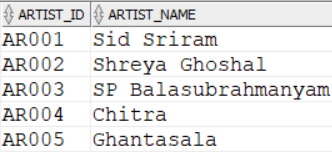 ARTIST_ID ARTIST_NAME
AR001 Sid Sriram
AR002 Shreya Ghoshal
AR003 SP Balasubrahmanyam
AR004 Chitra
AR005 Ghantasala